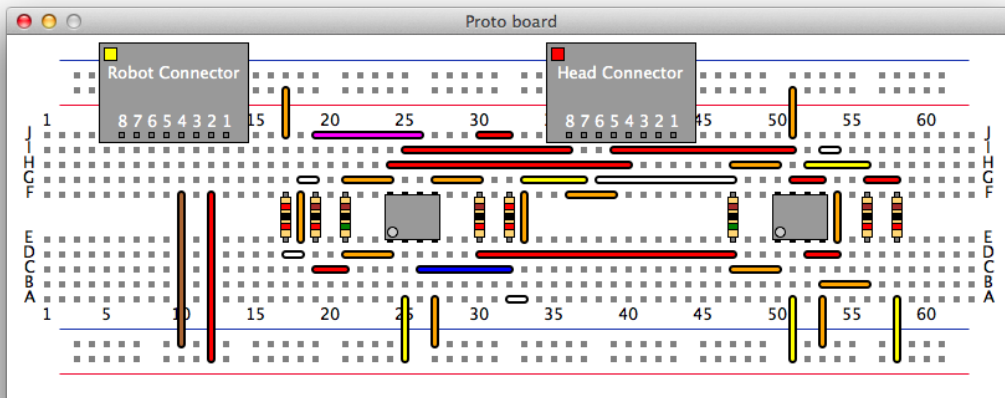 Proto board
Robot Connector
Head Connector
8 7 6 5 4 3 2 1
8 7 6 5 4 3 2 1
1 15 20 25 30 45 50 55 60
J J
I I
H H
G G
F F
E E
D D
C C
B B
A A
1 5 10 15 20 25 30 35 40 45 50 55 60